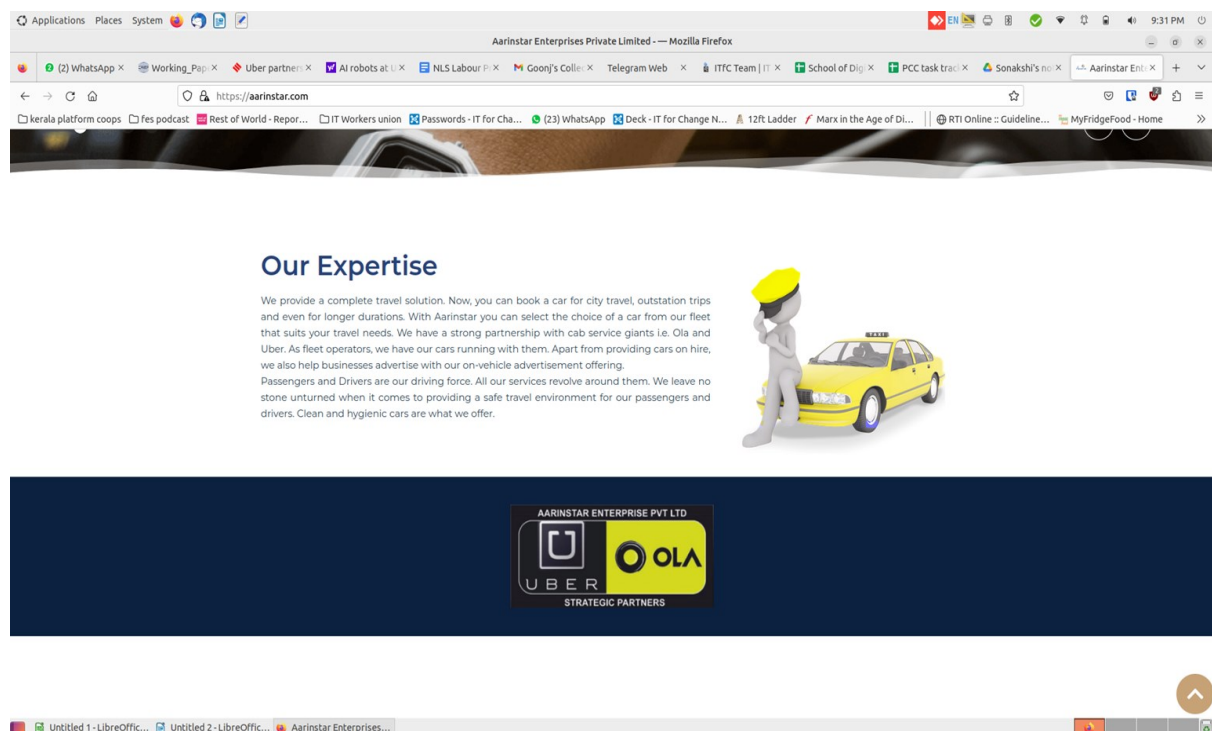 Applications Places System EN 9:31 PM
Aarinstar Enterprises Private Limited - — Mozilla Firefox
(2) WhatsApp Working_Pap Uber partner AI robots at U NLS Labour P Goonj's Collec Telegram Web ITfC Team | IT School of Dig PCC task track Sonakshi's no Aarinstar Ente
https://aarinstar.com
kerala platform coops fes podcast Rest of World - Repor... IT Workers union Passwords - IT for Cha... (23) WhatsApp Deck - IT for Change N... 12ft Ladder Marx in the Age of Di... RTI Online :: Guideline... MyFridgeFood - Home
Our Expertise
We provide a complete travel solution. Now, you can book a car for city travel, outstation trips
and even for longer durations. With Aarinstar you can select the choice of a car from our fleet
that suits your travel needs. We have a strong partnership with cab service giants i.e. Ola and
Uber. As fleet operators, we have our cars running with them. Apart from providing cars on hire,
we also help businesses advertise with our on-vehicle advertisement offering.
Passengers and Drivers are our driving force. All our services revolve around them. We leave no
stone unturned when it comes to providing a safe travel environment for our passengers and
drivers. Clean and hygienic cars are what we offer.
TAXI
AARINSTAR ENTERPRISE PVT LTD
UBER OLA
STRATEGIC PARTNERS
Untitled 1 - LibreOffic... Untitled 2 - LibreOffic... Aarinstar Enterprises...